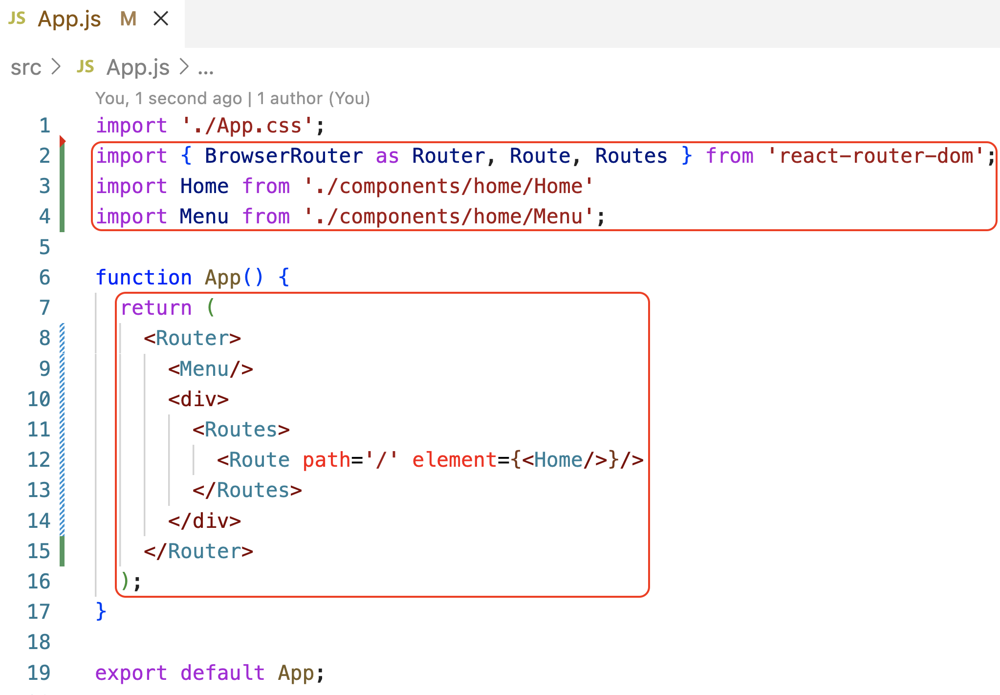 JS App.js M
src > JS App.js > ...
You, 1 second ago | 1 author (You)
1 import './App.css';
2 import { BrowserRouter as Router, Route, Routes } from 'react-router-dom';
3 import Home from './components/home/Home'
4 import Menu from './components/home/Menu';
5
6 function App() {
7   return (
8     <Router>
9       <Menu/>
10       <div>
11         <Routes>
12           <Route path='/' element={<Home/>}/>
13         </Routes>
14       </div>
15     </Router>
16   );
17 }
18
19 export default App;